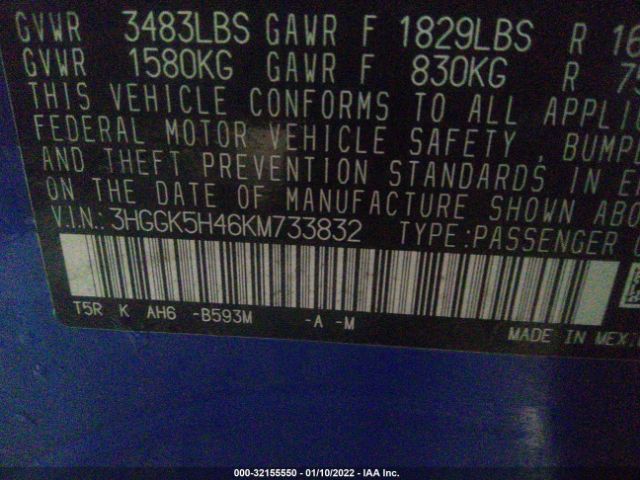 GVWR 3483LBS GAWR F 1829LBS R
GVWR 1580KG GAWR F 830KG R
THIS VEHICLE CONFORMS TO ALL
FEDERAL MOTOR VEHICLE SAFETY ,
AND THEFT PREVENTION STANDARDS IN
ON THE DATE OF MANUFACTURE SHOWN
V.I.N.: 3HGGK5H46KM733832 TYPE:PASSENGER
T5R K AH6 -B593M -A -M
MADE IN
000-32155550 - 01/10/2022 - IAA Inc.